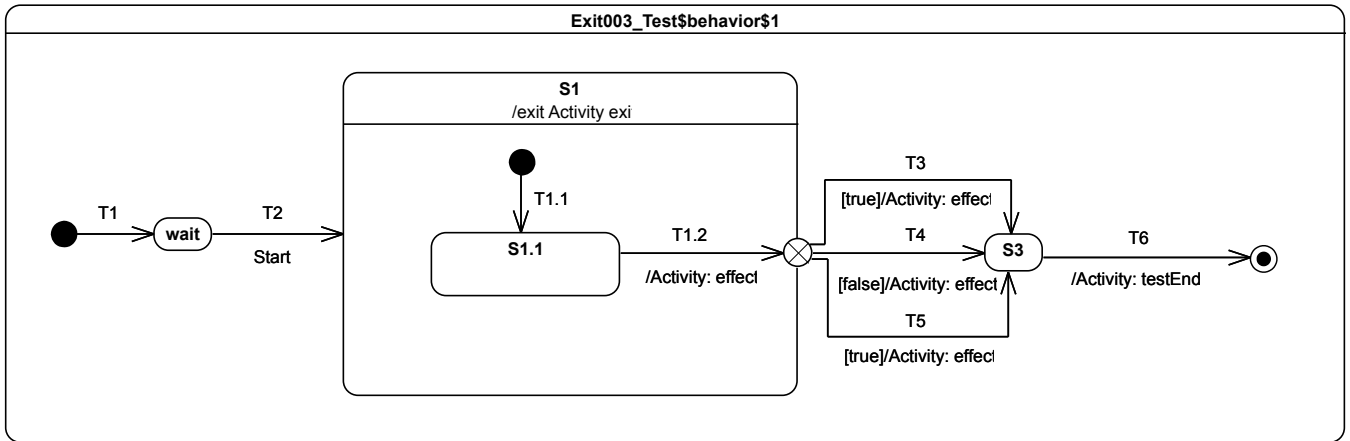 Exit003_Test$behavior$1
S1
/exit Activity exi
T1
wait
T2
Start
T1.1
S1.1
T1.2
/Activity: effect
T3
[true]/Activity: effect
T4
[false]/Activity: effect
T5
[true]/Activity: effect
S3
T6
/Activity: testEnd